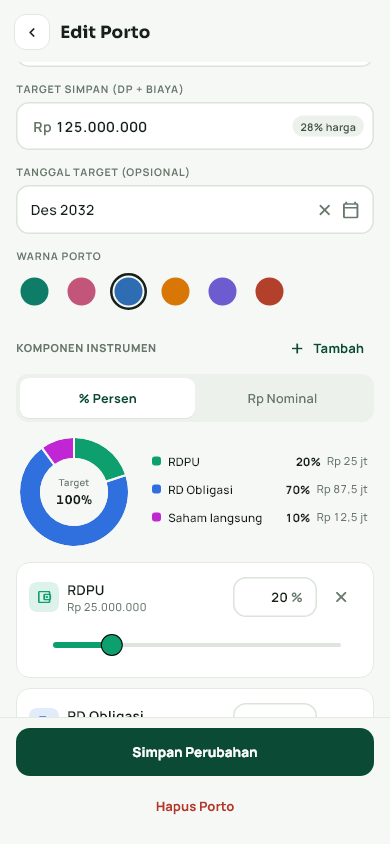 Edit Porto
TARGET SIMPAN (DP + BIAYA)
Rp 125.000.000
28% harga
TANGGAL TARGET (OPSIONAL)
Des 2032
WARNA PORTO
KOMPONEN INSTRUMEN
Tambah
% Persen
Rp Nominal
Target
100%
RDPU 20% Rp 25 jt
RD Obligasi 70% Rp 87,5 jt
Saham langsung 10% Rp 12,5 jt
RDPU
Rp 25.000.000
20 %
RD Obligasi
Simpan Perubahan
Hapus Porto